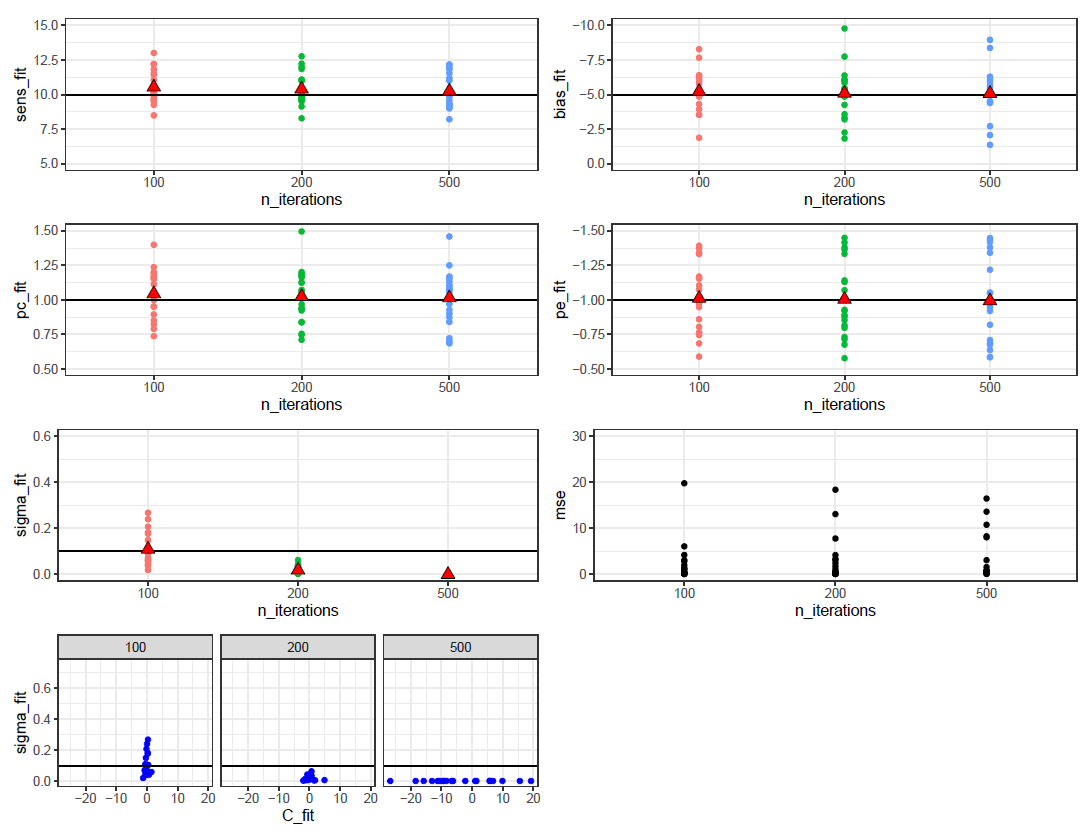 sens_fit
15.0
12.5
10.0
7.5
5.0
100 200 500
n_iterations
bias_fit
−10.0
−7.5
−5.0
−2.5
0.0
100 200 500
n_iterations
pc_fit
1.50
1.25
1.00
0.75
0.50
100 200 500
n_iterations
pe_fit
−1.50
−1.25
−1.00
−0.75
−0.50
100 200 500
n_iterations
sigma_fit
0.6
0.4
0.2
0.0
100 200 500
n_iterations
mse
30
20
10
0
100 200 500
n_iterations
100 200 500
sigma_fit
0.6
0.4
0.2
0.0
−20 −10 0 10 20 −20 −10 0 10 20 −20 −10 0 10 20
C_fit